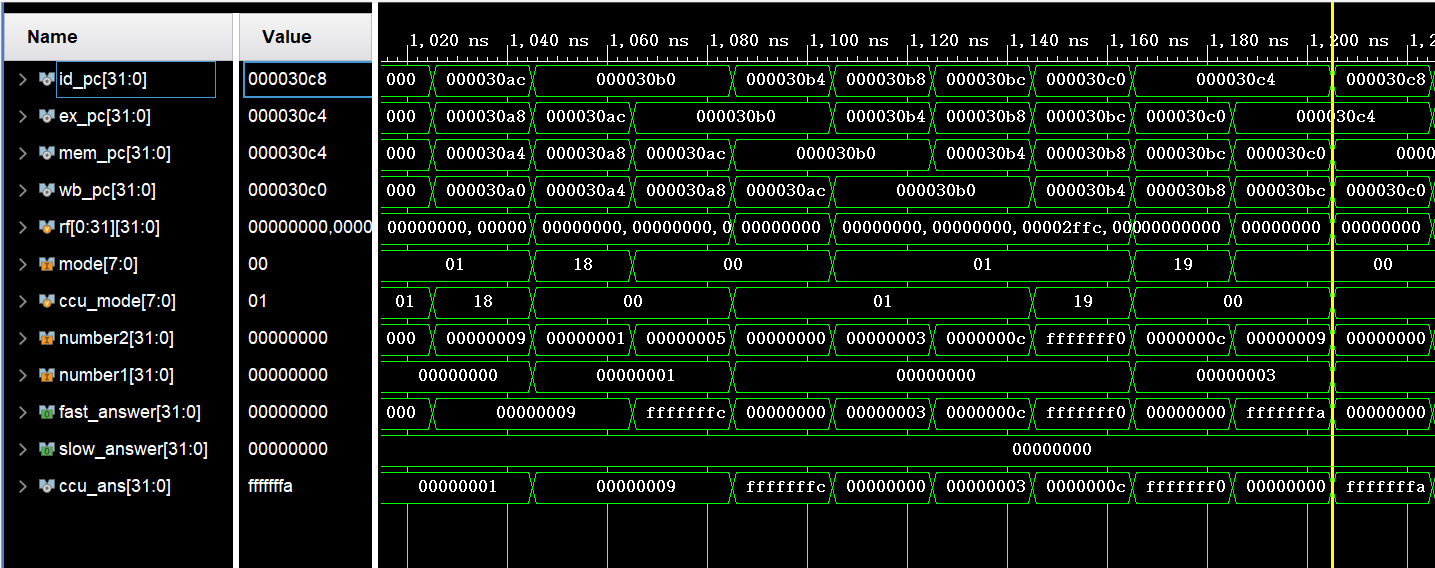 Name Value 1,020 ns 1,040 ns 1,060 ns 1,080 ns 1,100 ns 1,120 ns 1,140 ns 1,160 ns 1,180 ns 1,200 ns 1,2
id_pc[31:0] 000030c8 000 000030ac 000030b0 000030b4 000030b8 000030bc 000030c0 000030c4 000030c8
ex_pc[31:0] 000030c4 000 000030a8 000030ac 000030b0 000030b4 000030b8 000030bc 000030c0 000030c4
mem_pc[31:0] 000030c4 000 000030a4 000030a8 000030ac 000030b0 000030b4 000030b8 000030bc 000030c0 0000
wb_pc[31:0] 000030c0 000 000030a0 000030a4 000030a8 000030ac 000030b0 000030b4 000030b8 000030bc 000030c0
rf[0:31][31:0] 00000000,0000 00000000,00000 00000000,00000000,0 00000000 00000000,00000000,00002ffc,00 00000000 00000000 00000000
mode[7:0] 00 01 18 00 01 19 00
ccu_mode[7:0] 01 01 18 00 01 19 00
number2[31:0] 00000000 000 00000009 00000001 00000005 00000000 00000003 0000000c fffffff0 0000000c 00000009 00000000
number1[31:0] 00000000 00000000 00000001 00000000 00000003
fast_answer[31:0] 00000000 000 00000009 fffffffc 00000000 00000003 0000000c fffffff0 00000000 fffffffa 00000000
slow_answer[31:0] 00000000 00000000
ccu_ans[31:0] fffffffa 00000001 00000009 fffffffc 00000000 00000003 0000000c fffffff0 00000000 fffffffa